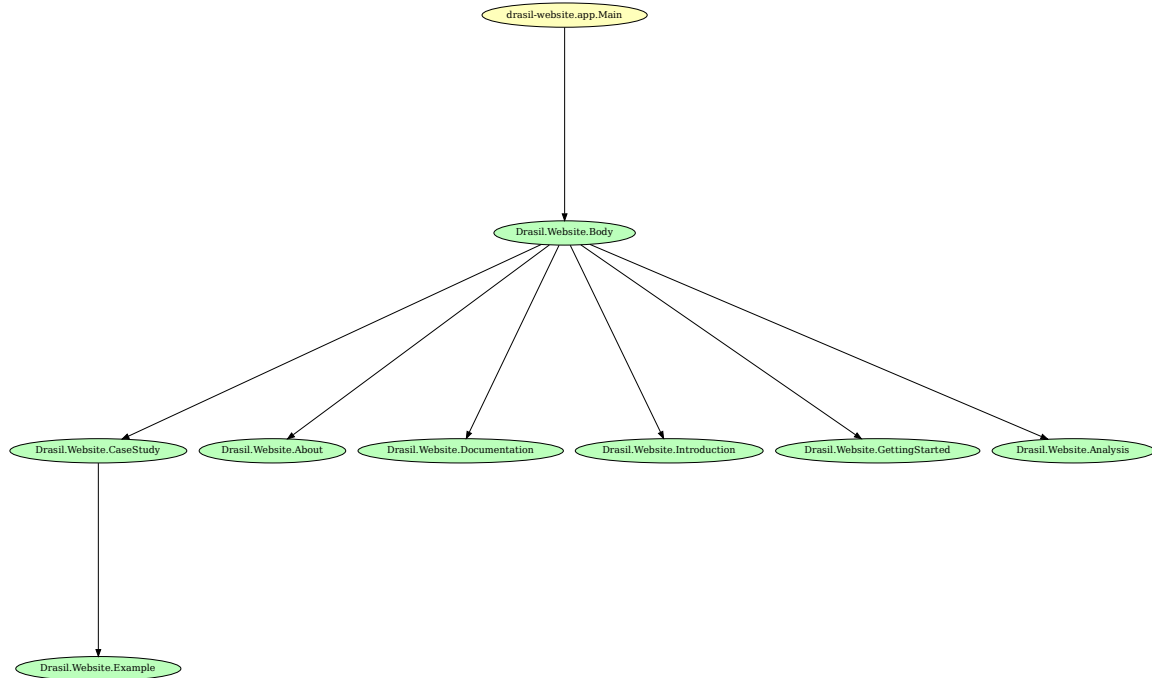 drasil-website.app.Main
Drasil.Website.Body
Drasil.Website.CaseStudy
Drasil.Website.About
Drasil.Website.Documentation
Drasil.Website.Introduction
Drasil.Website.GettingStarted
Drasil.Website.Analysis
Drasil.Website.Example